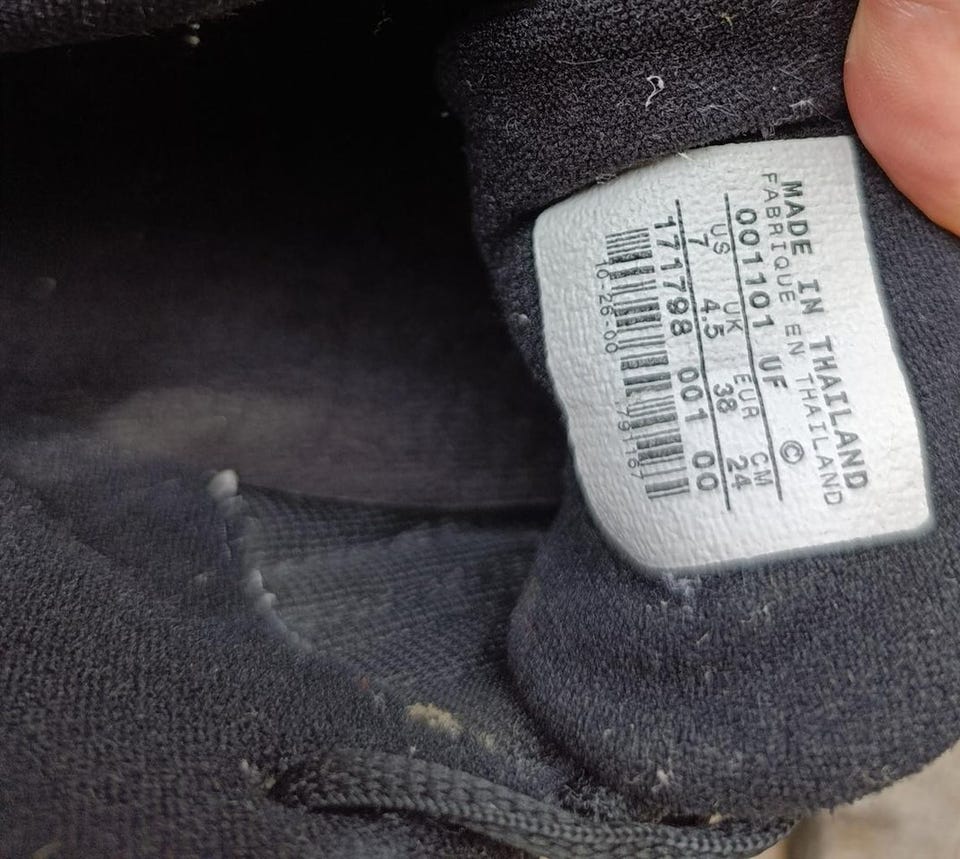 MADE IN THAILAND
FABRIQUE EN THAILAND
001101 UF ©
US UK EUR CM
7 4.5 38 24
171798 001 00
10-26-00